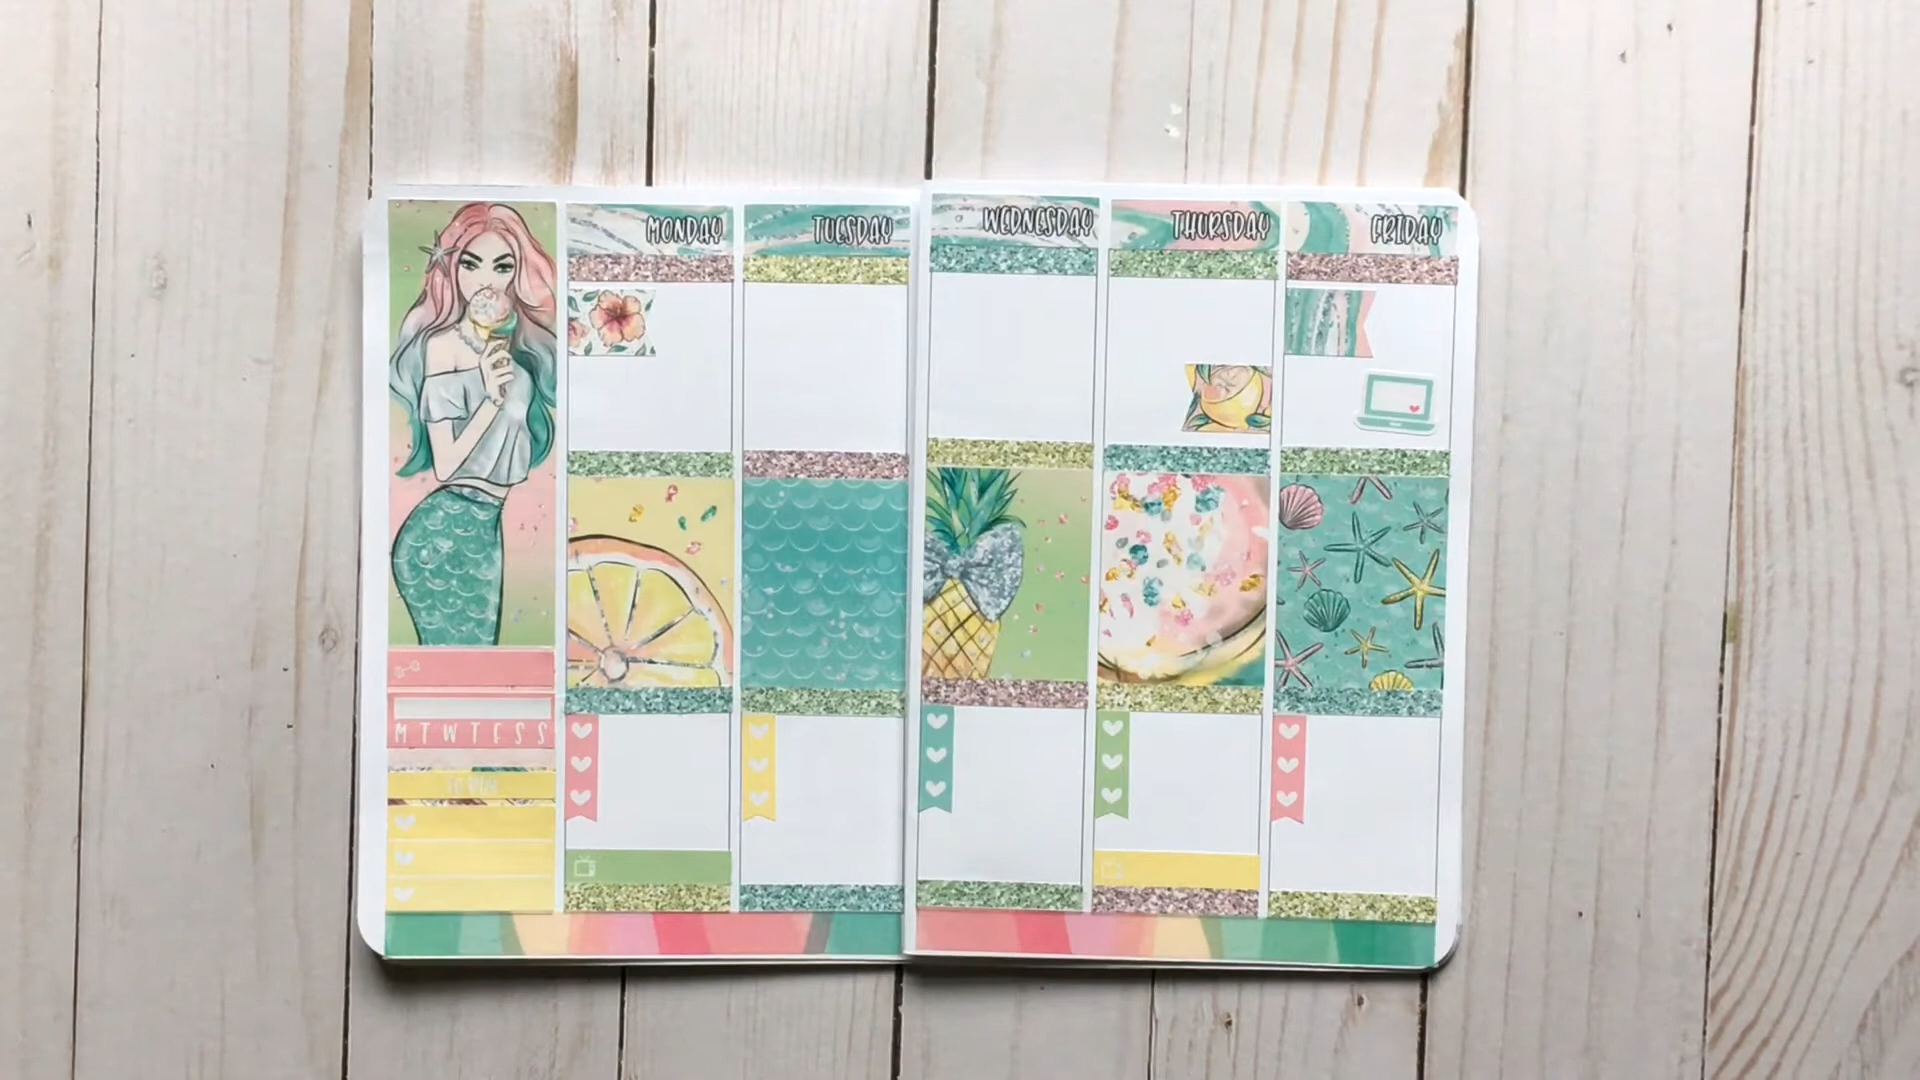 MONDAY
TUESDAY
WEDNESDAY
THURSDAY
FRIDAY
M T W T F S S